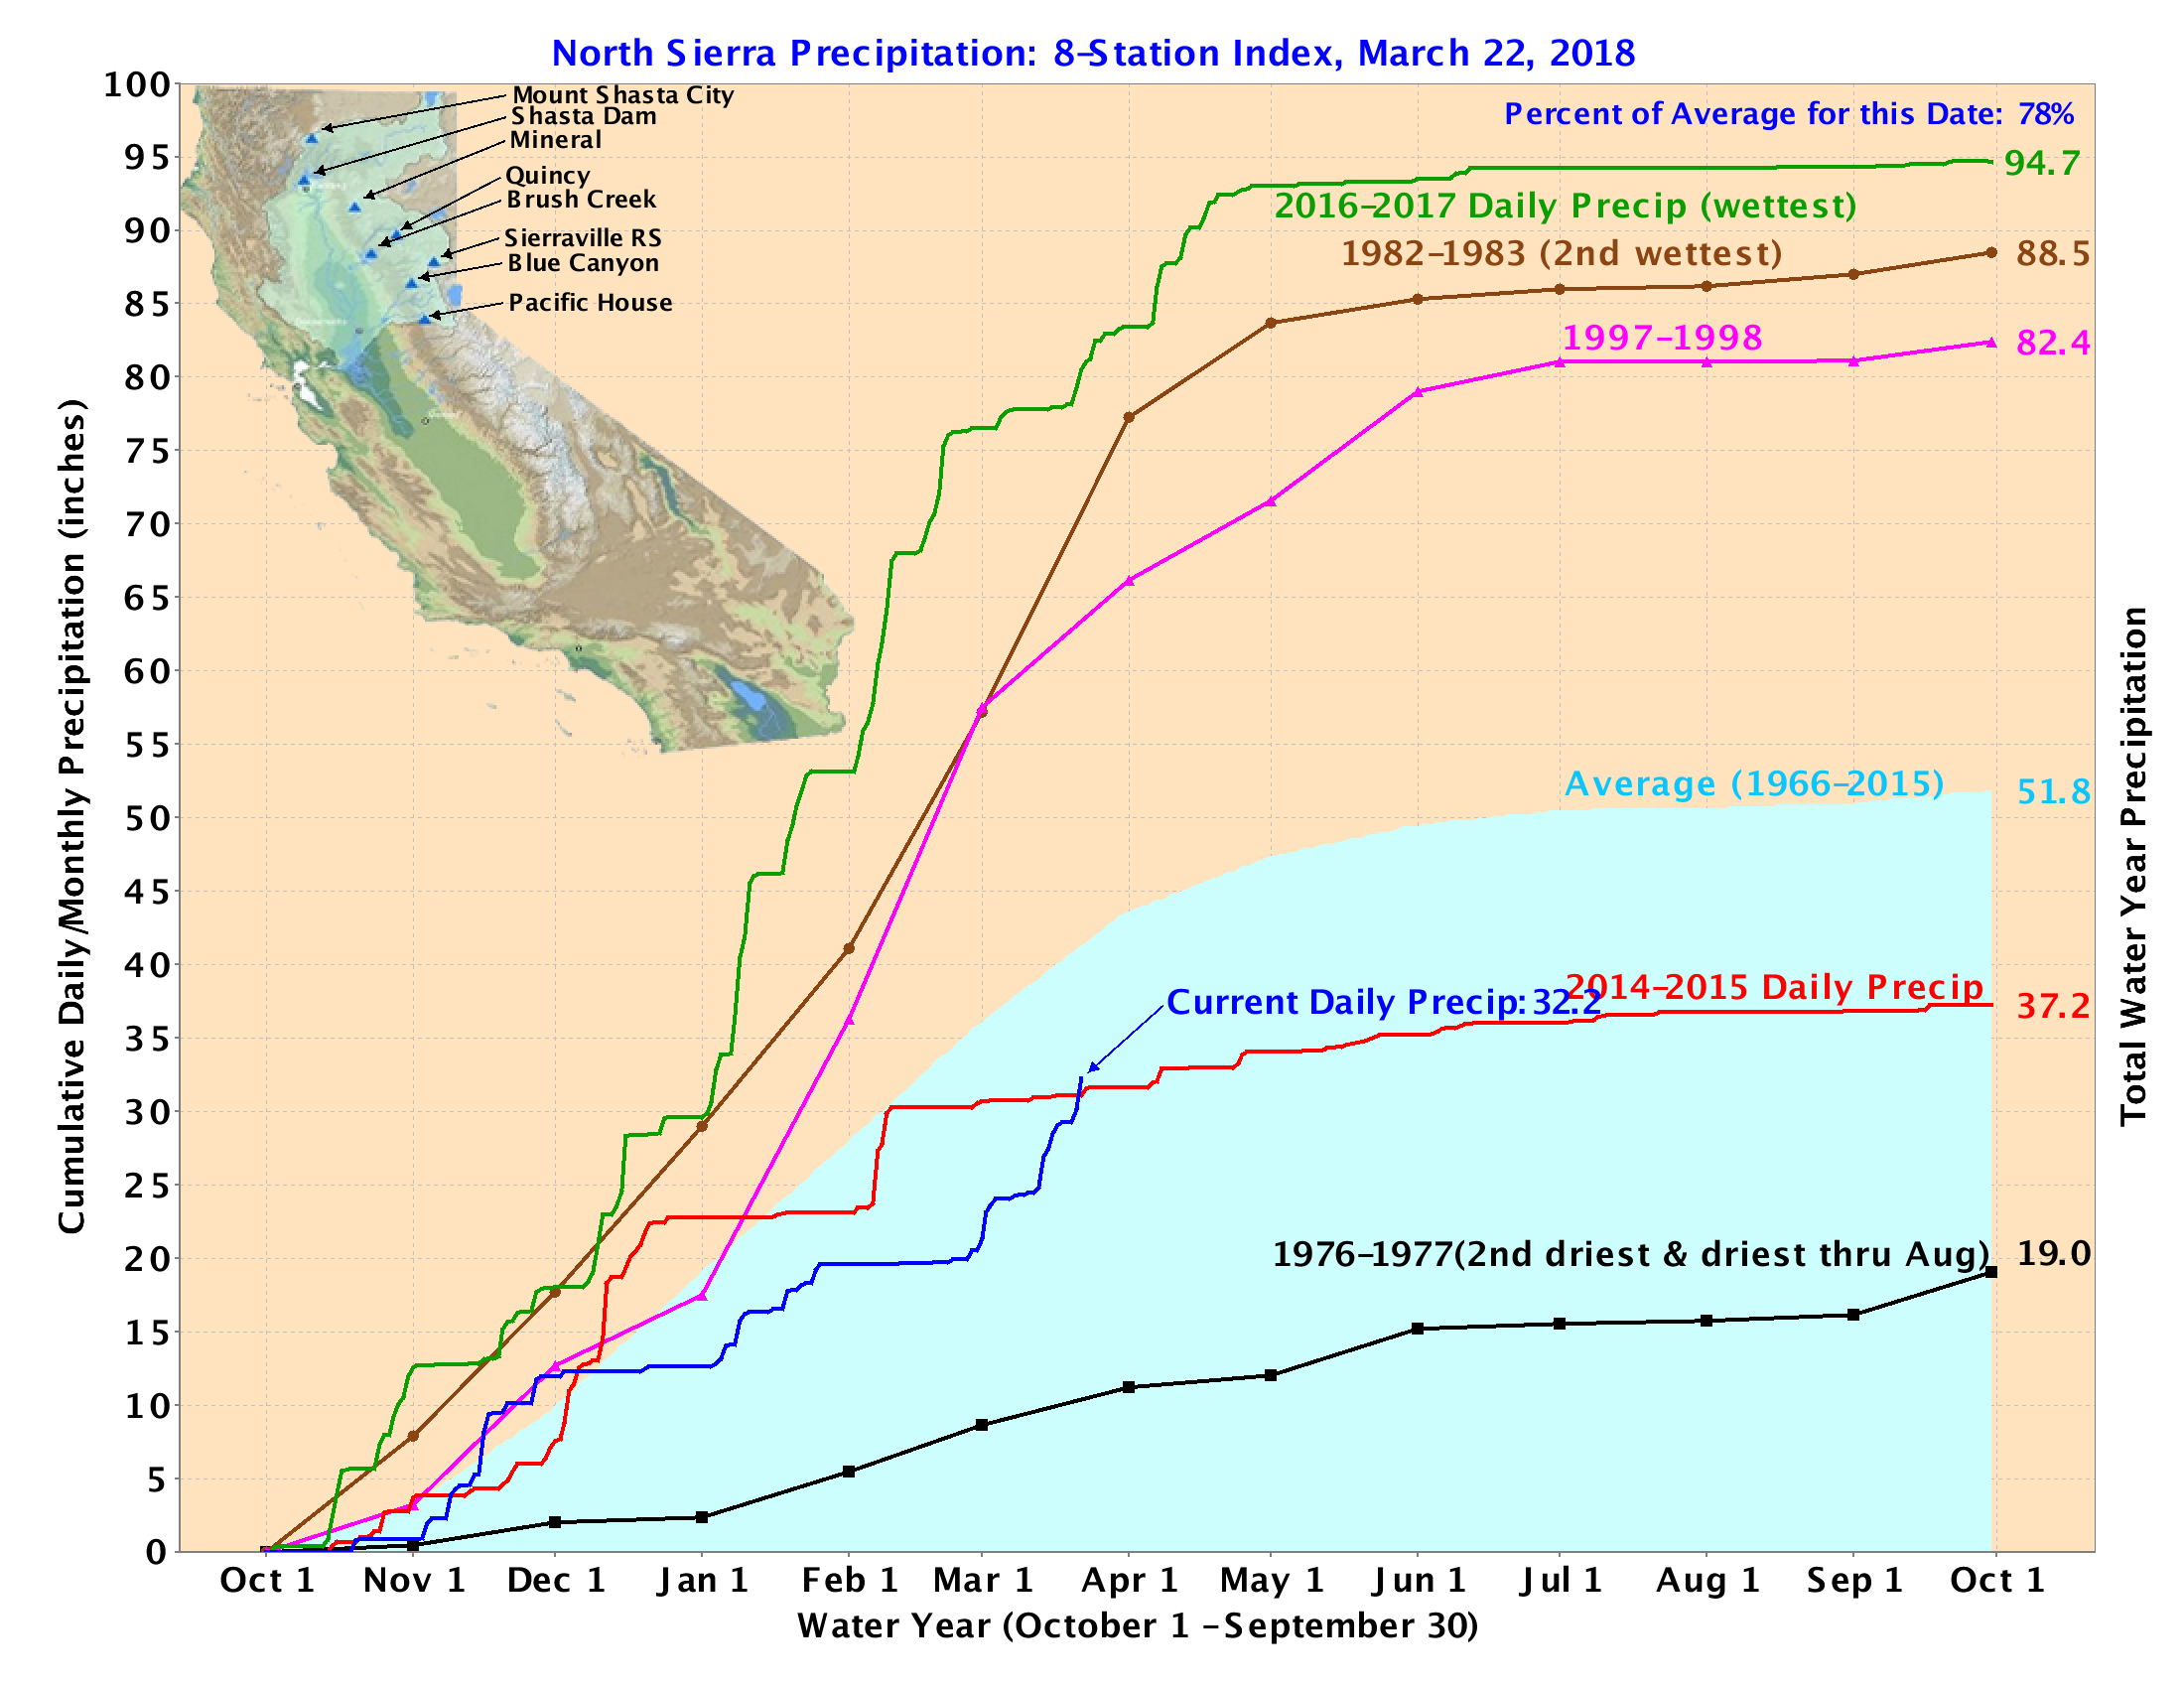 North Sierra Precipitation: 8-Station Index, March 22, 2018
Percent of Average for this Date: 78%
Mount Shasta City
Shasta Dam
Mineral
Quincy
Brush Creek
Sierraville RS
Blue Canyon
Pacific House
94.7
2016-2017 Daily Precip (wettest)
1982-1983 (2nd wettest)
88.5
1997-1998
82.4
Average (1966-2015)
51.8
2014-2015 Daily Precip
Current Daily Precip: 32.2
37.2
1976-1977(2nd driest & driest thru Aug)
19.0
Cumulative Daily/Monthly Precipitation (inches)
100
95
90
85
80
75
70
65
60
55
50
45
40
35
30
25
20
15
10
5
0
Total Water Year Precipitation
Oct 1 Nov 1 Dec 1 Jan 1 Feb 1 Mar 1 Apr 1 May 1 Jun 1 Jul 1 Aug 1 Sep 1 Oct 1
Water Year (October 1 - September 30)